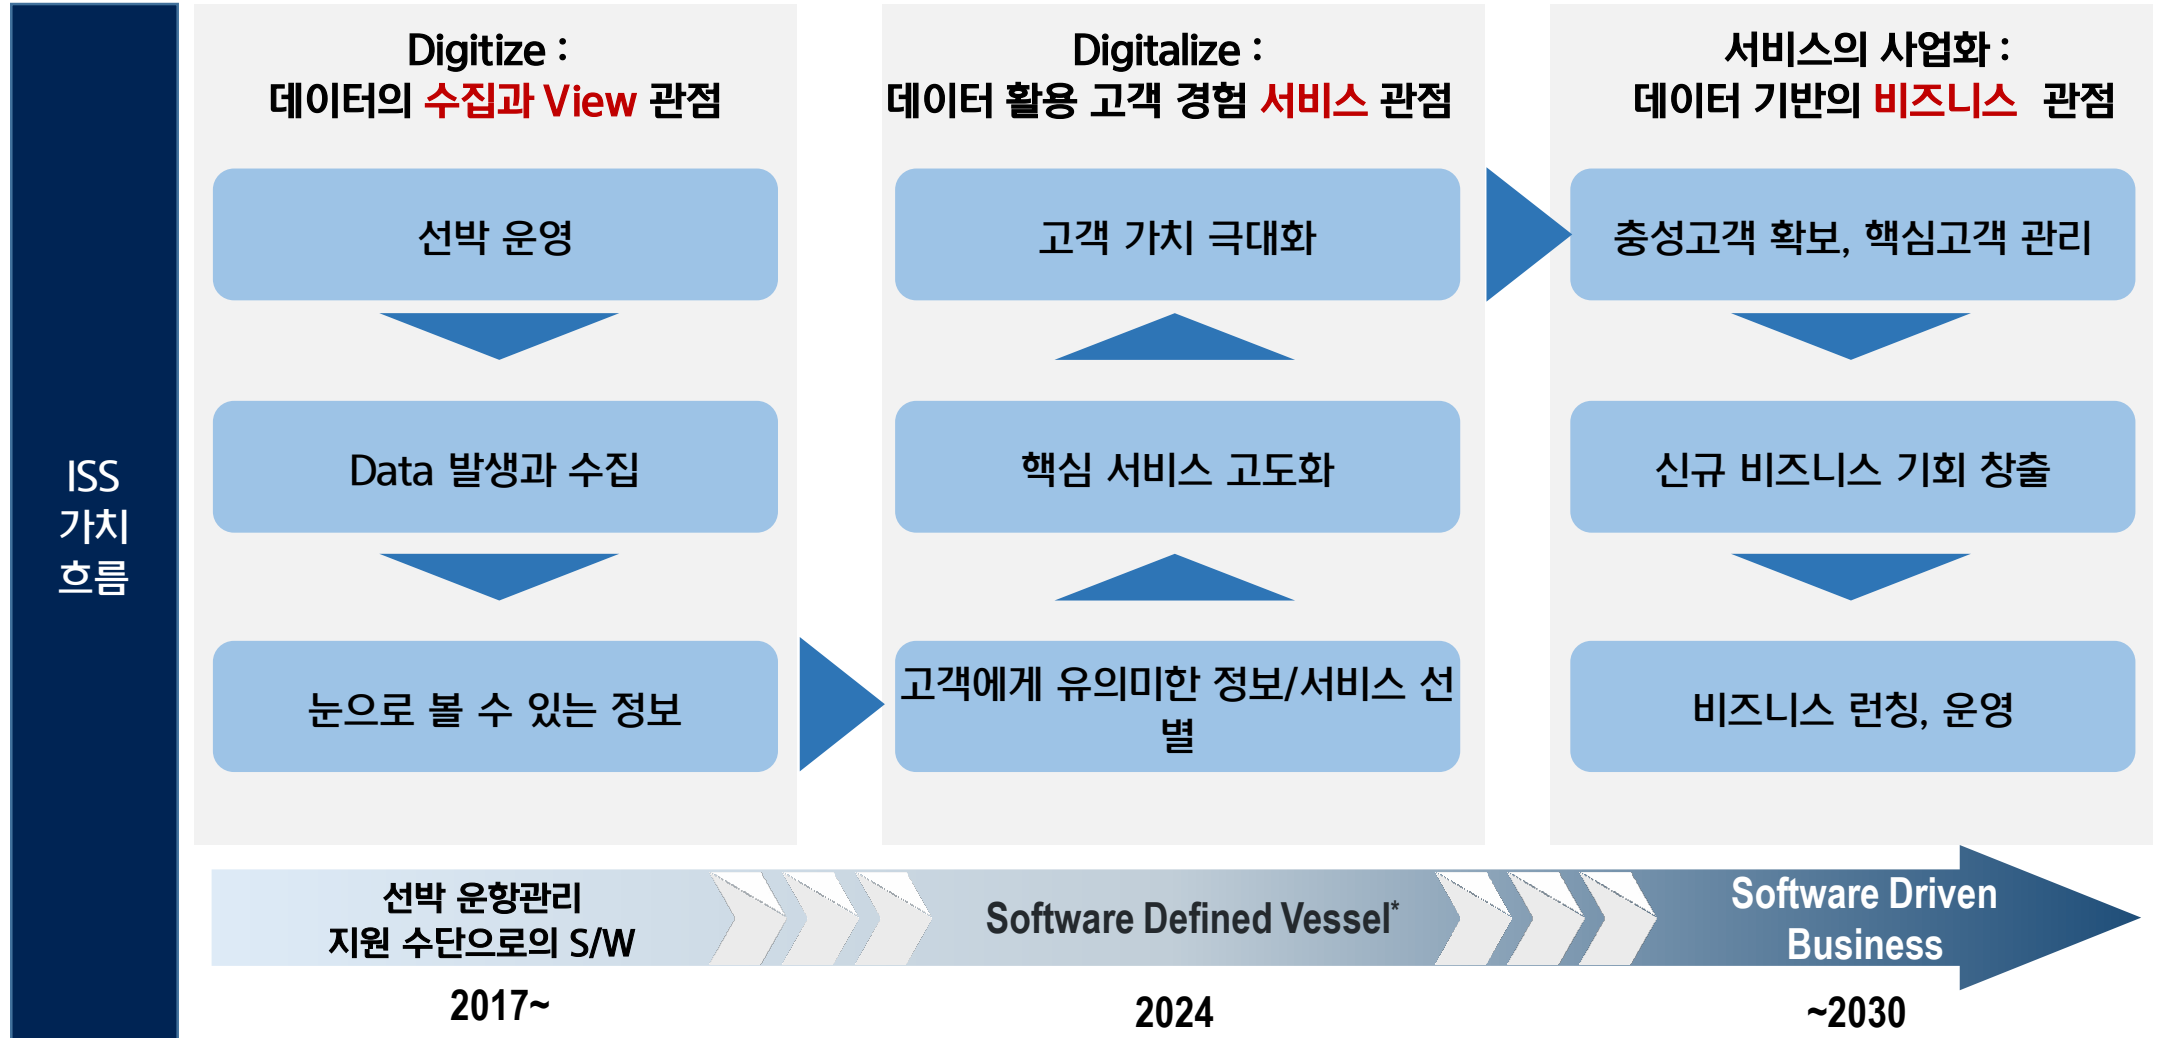 ISS
가치
흐름
Digitize :
데이터의 수집과 View 관점
선박 운영
Data 발생과 수집
눈으로 볼 수 있는 정보
Digitalize :
데이터 활용 고객 경험 서비스 관점
고객 가치 극대화
핵심 서비스 고도화
고객에게 유의미한 정보/서비스 선
별
서비스의 사업화 :
데이터 기반의 비즈니스 관점
충성고객 확보, 핵심고객 관리
신규 비즈니스 기회 창출
비즈니스 런칭, 운영
선박 운항관리
지원 수단으로의 S/W
Software Defined Vessel*
Software Driven
Business
2017~
2024
~2030